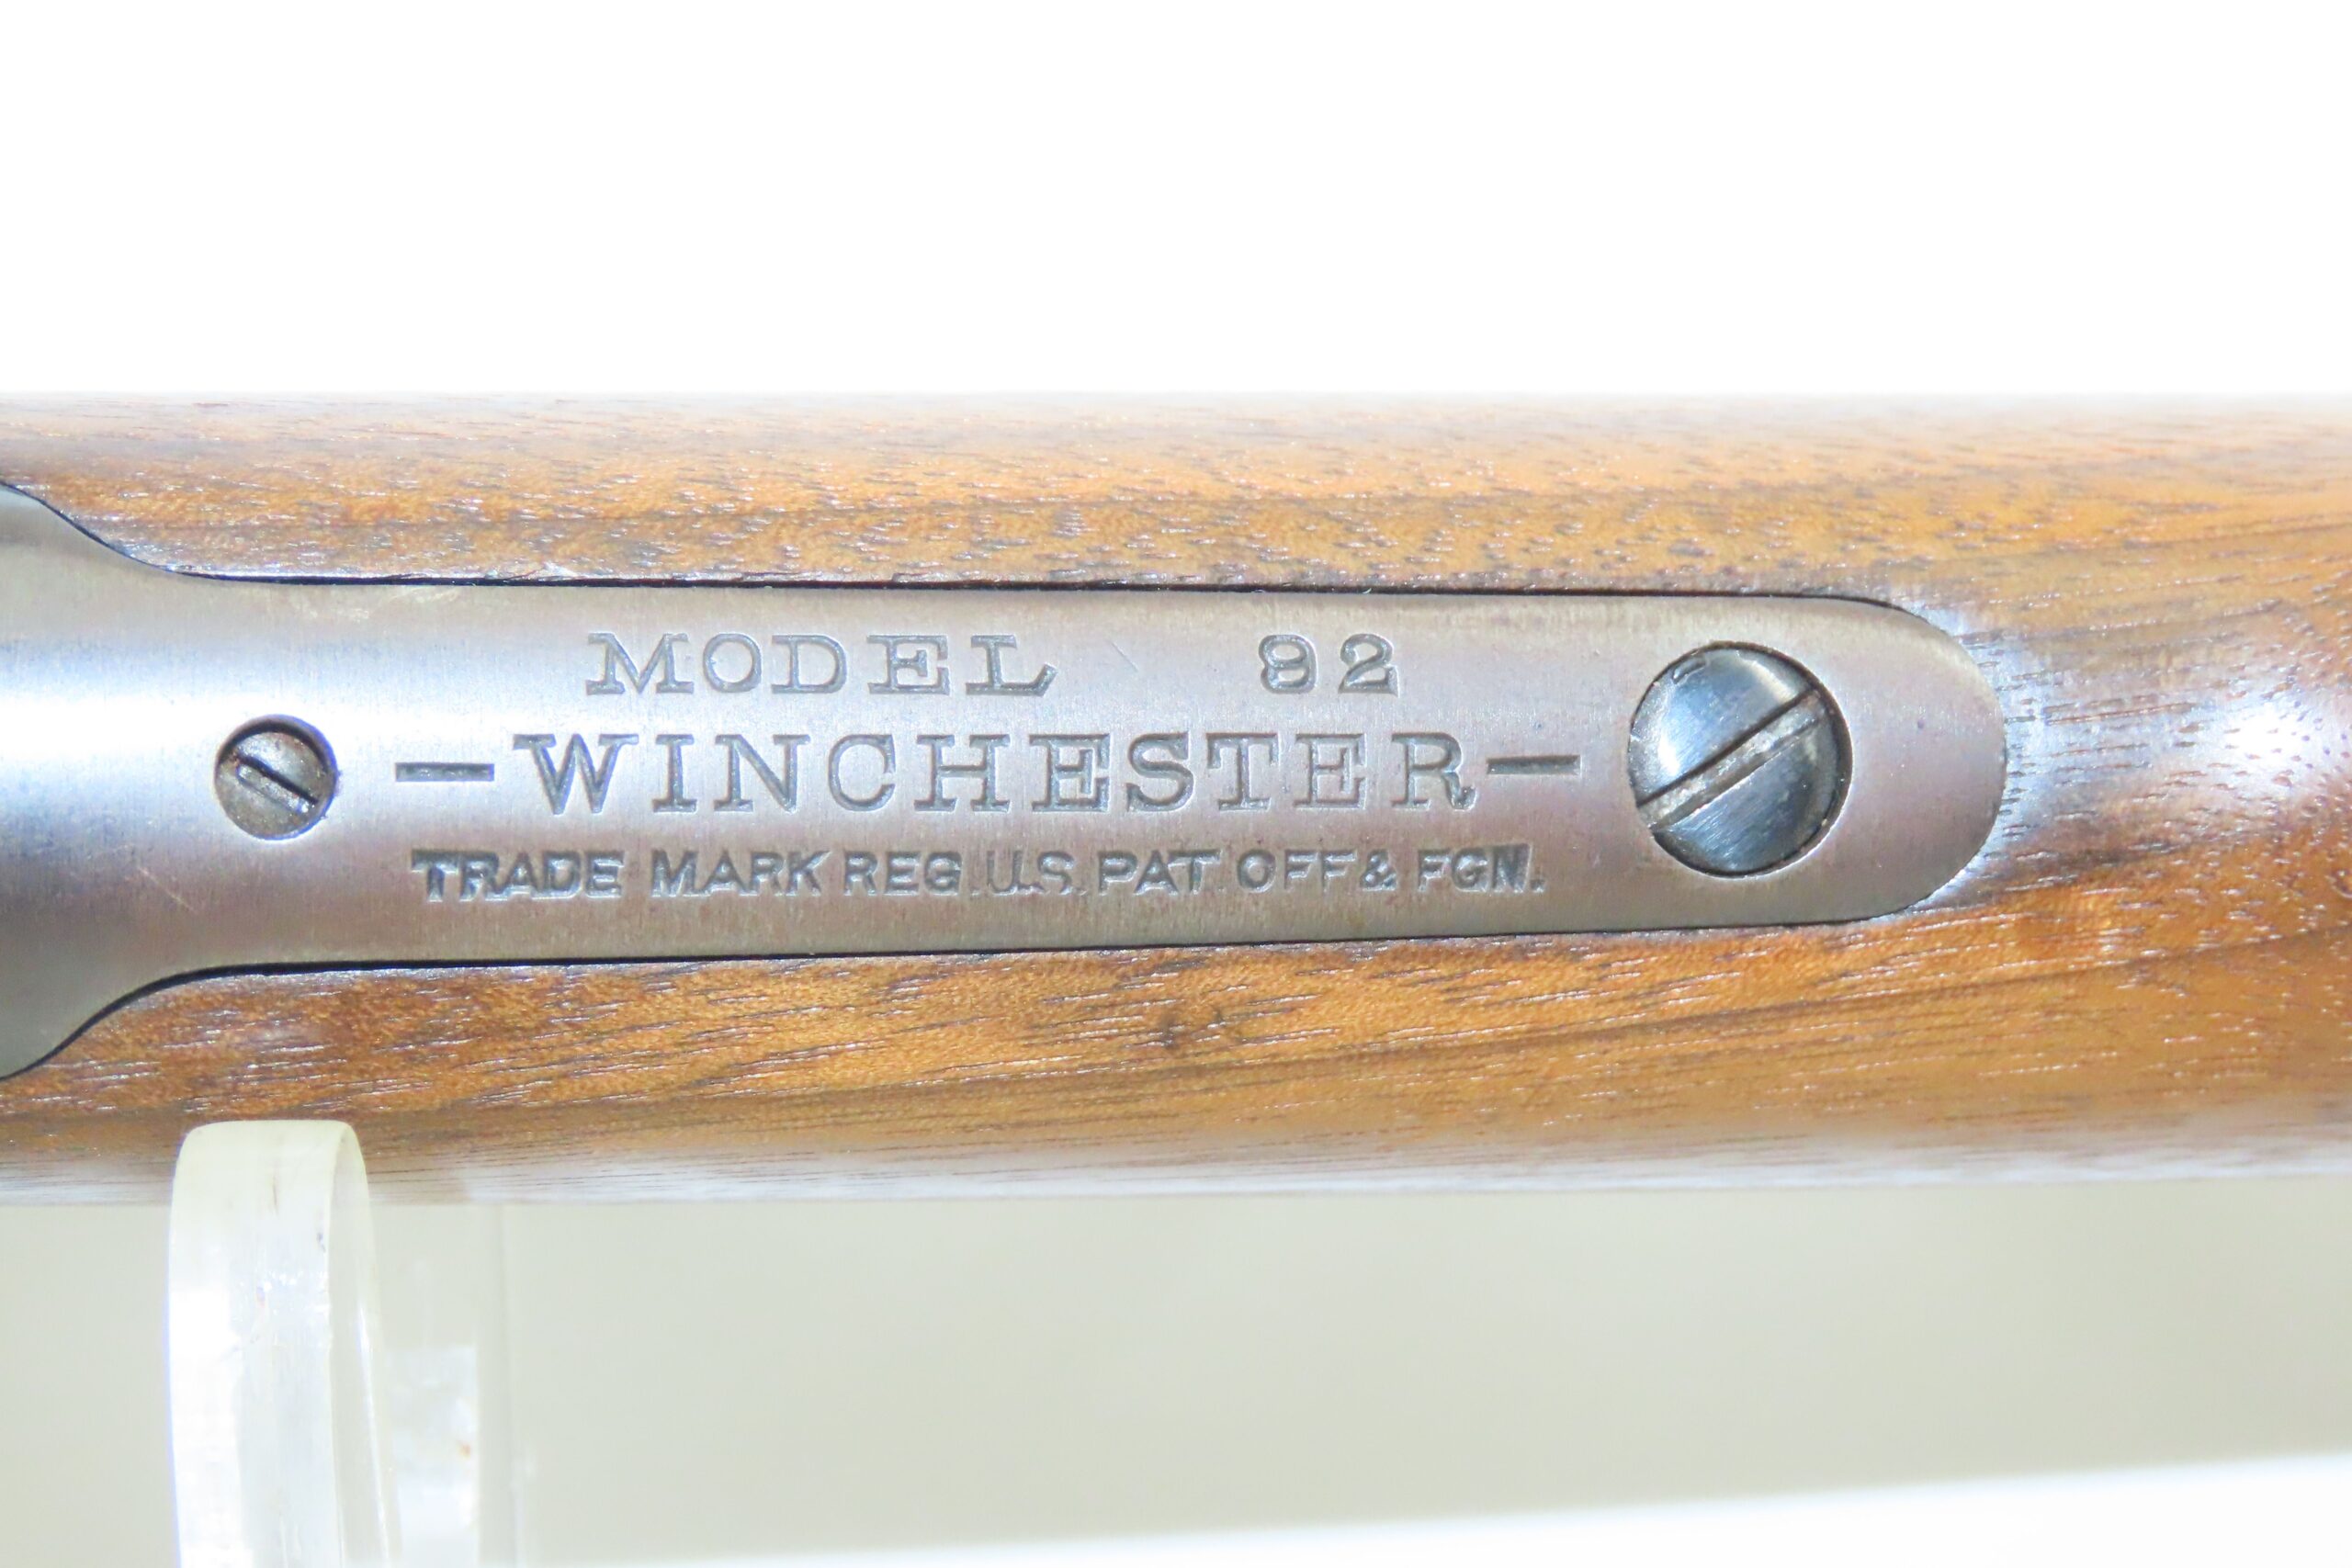 MODEL 92
-WINCHESTER-
TRADE MARK REG. U.S. PAT. OFF & FGN.